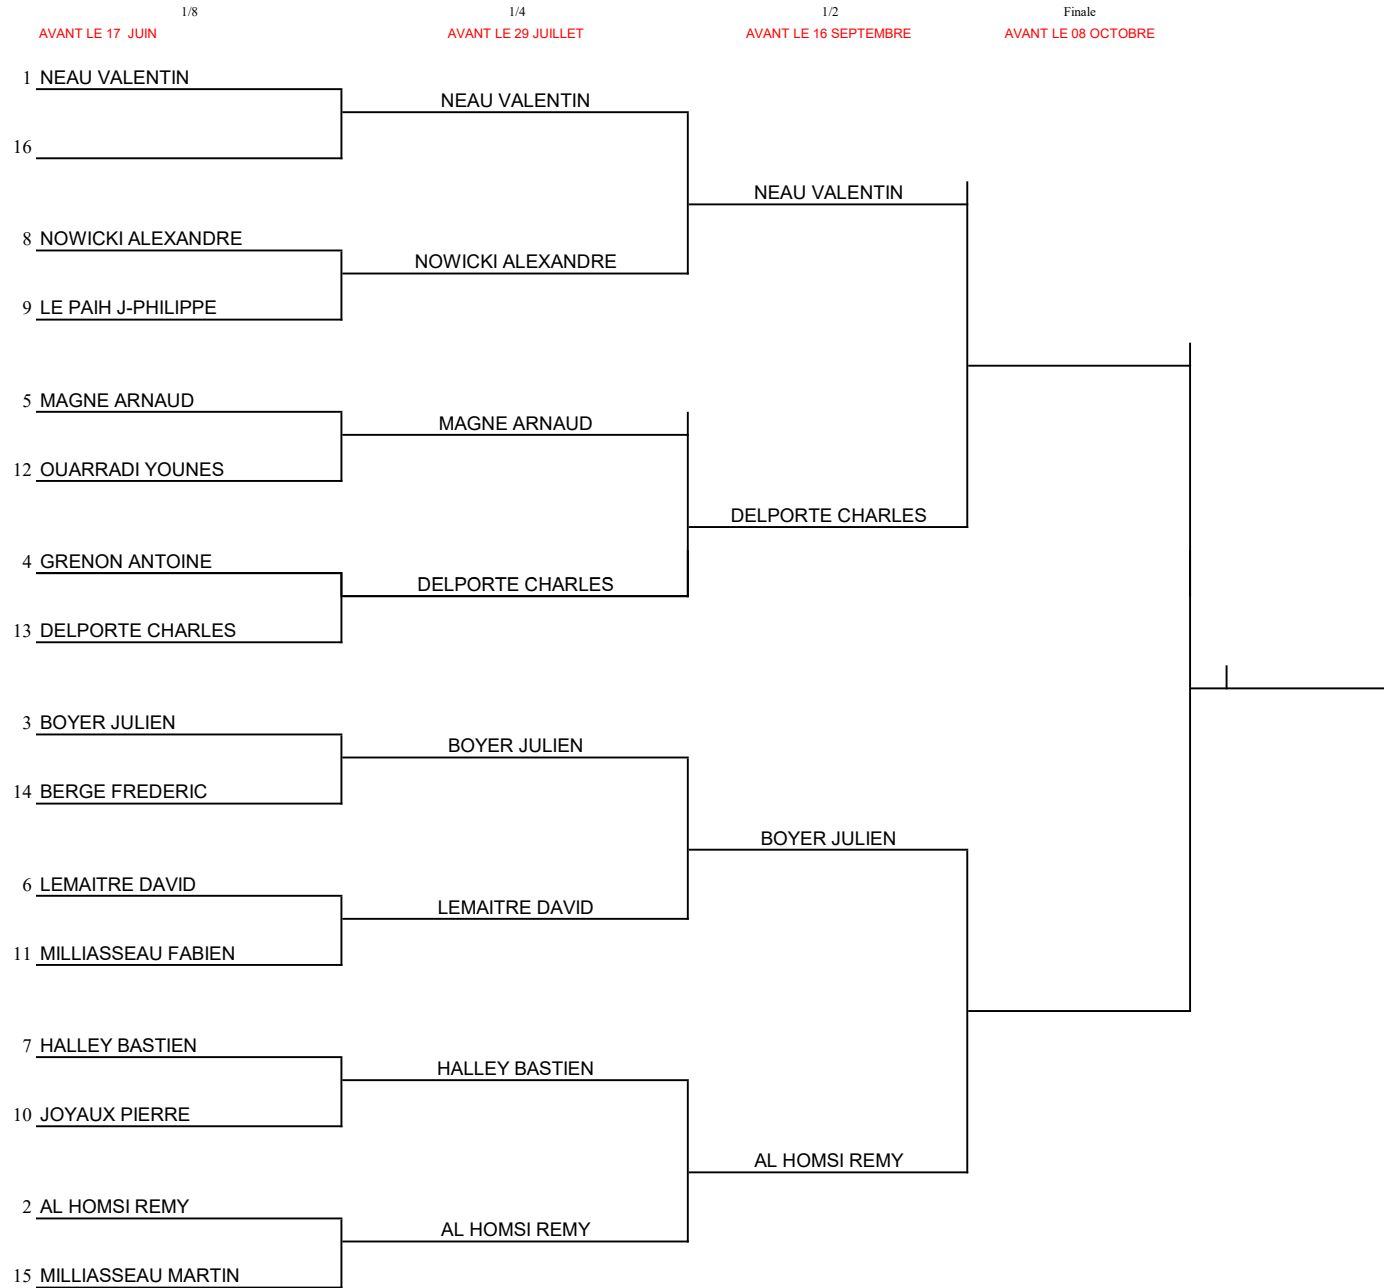 1/8 1/4 1/2 Finale
AVANT LE 17 JUIN AVANT LE 29 JUILLET AVANT LE 16 SEPTEMBRE AVANT LE 08 OCTOBRE
1 NEAU VALENTIN
NEAU VALENTIN
16
NEAU VALENTIN
8 NOWICKI ALEXANDRE
NOWICKI ALEXANDRE
9 LE PAIH J-PHILIPPE
5 MAGNE ARNAUD
MAGNE ARNAUD
12 OUARRADI YOUNES
DELPORTE CHARLES
4 GRENON ANTOINE
DELPORTE CHARLES
13 DELPORTE CHARLES
3 BOYER JULIEN
BOYER JULIEN
14 BERGE FREDERIC
BOYER JULIEN
6 LEMAITRE DAVID
LEMAITRE DAVID
11 MILLIASSEAU FABIEN
7 HALLEY BASTIEN
HALLEY BASTIEN
10 JOYAUX PIERRE
AL HOMSI REMY
2 AL HOMSI REMY
AL HOMSI REMY
15 MILLIASSEAU MARTIN